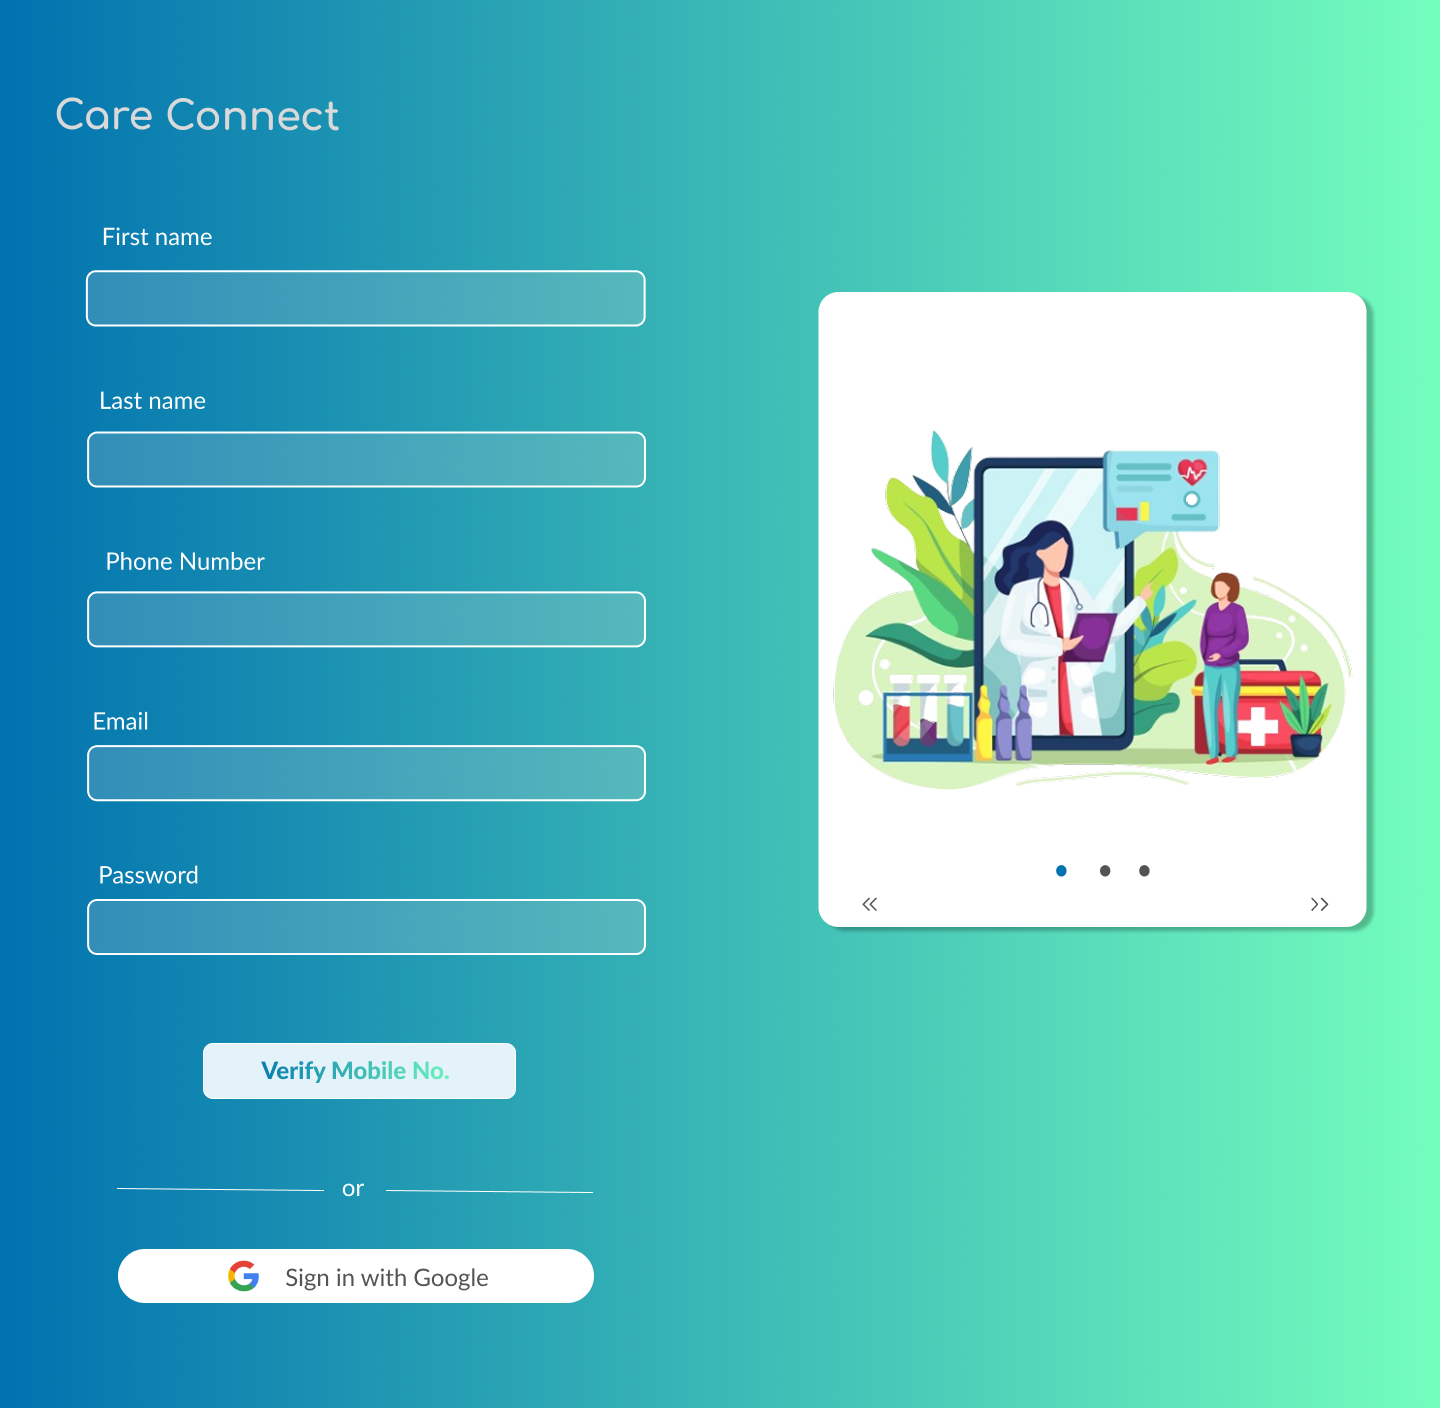 Care Connect
First name
Last name
Phone Number
Email
Password
Verify Mobile No.
or
Sign in with Google